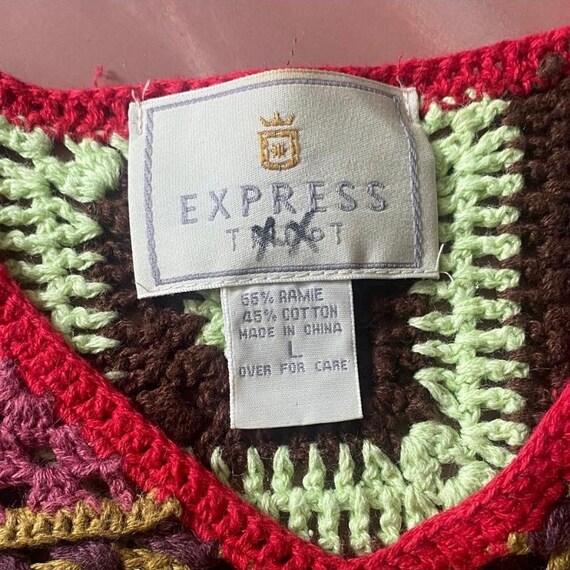 EXPRESS
55% RAMIE
45% COTTON
MADE IN CHINA
L
OVER FOR CARE